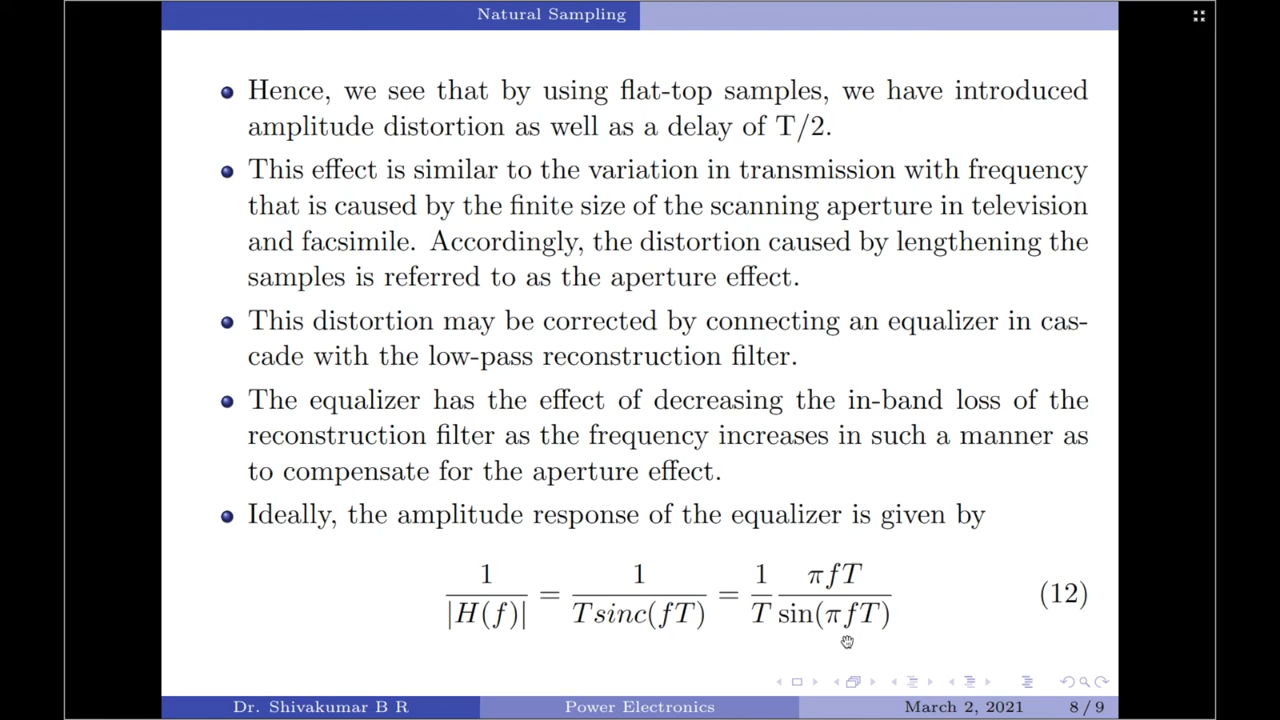 Natural Sampling
Hence, we see that by using flat-top samples, we have introduced
amplitude distortion as well as a delay of T/2.
This effect is similar to the variation in transmission with frequency
that is caused by the finite size of the scanning aperture in television
and facsimile. Accordingly, the distortion caused by lengthening the
samples is referred to as the aperture effect.
This distortion may be corrected by connecting an equalizer in cas-
cade with the low-pass reconstruction filter.
The equalizer has the effect of decreasing the in-band loss of the
reconstruction filter as the frequency increases in such a manner as
to compensate for the aperture effect.
Ideally, the amplitude response of the equalizer is given by
1/|H(f)| = 1/Tsinc(fT) = 1/T πfT/sin(πfT) (12)
Dr. Shivakumar B R Power Electronics March 2, 2021 8 / 9